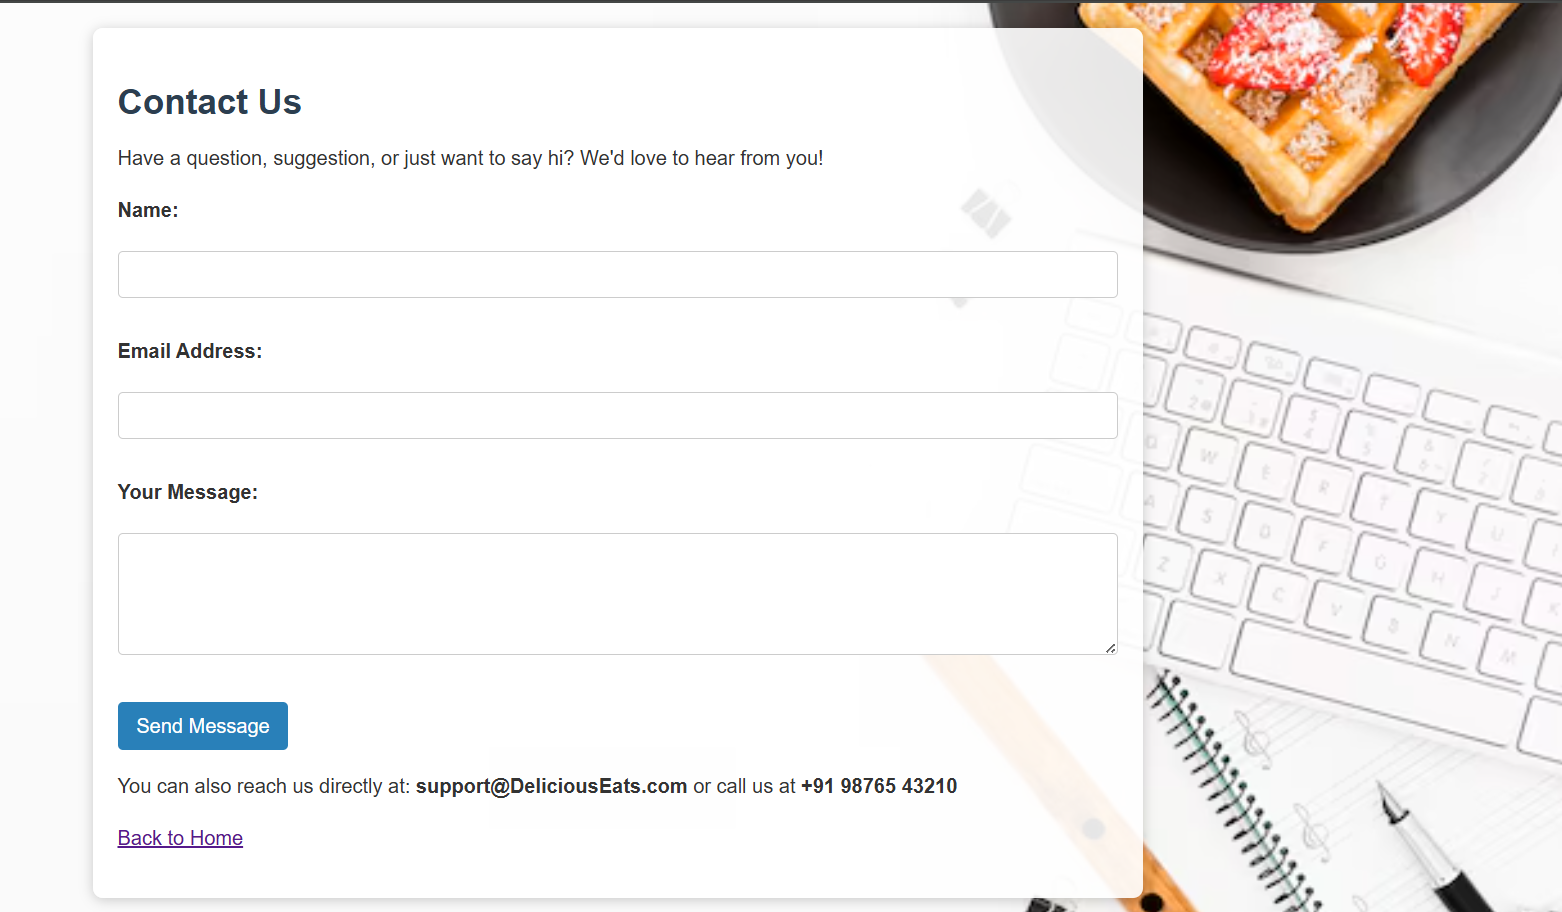 Contact Us
Have a question, suggestion, or just want to say hi? We'd love to hear from you!
Name:
Email Address:
Your Message:
Send Message
You can also reach us directly at: support@DeliciousEats.com or call us at +91 98765 43210
Back to Home